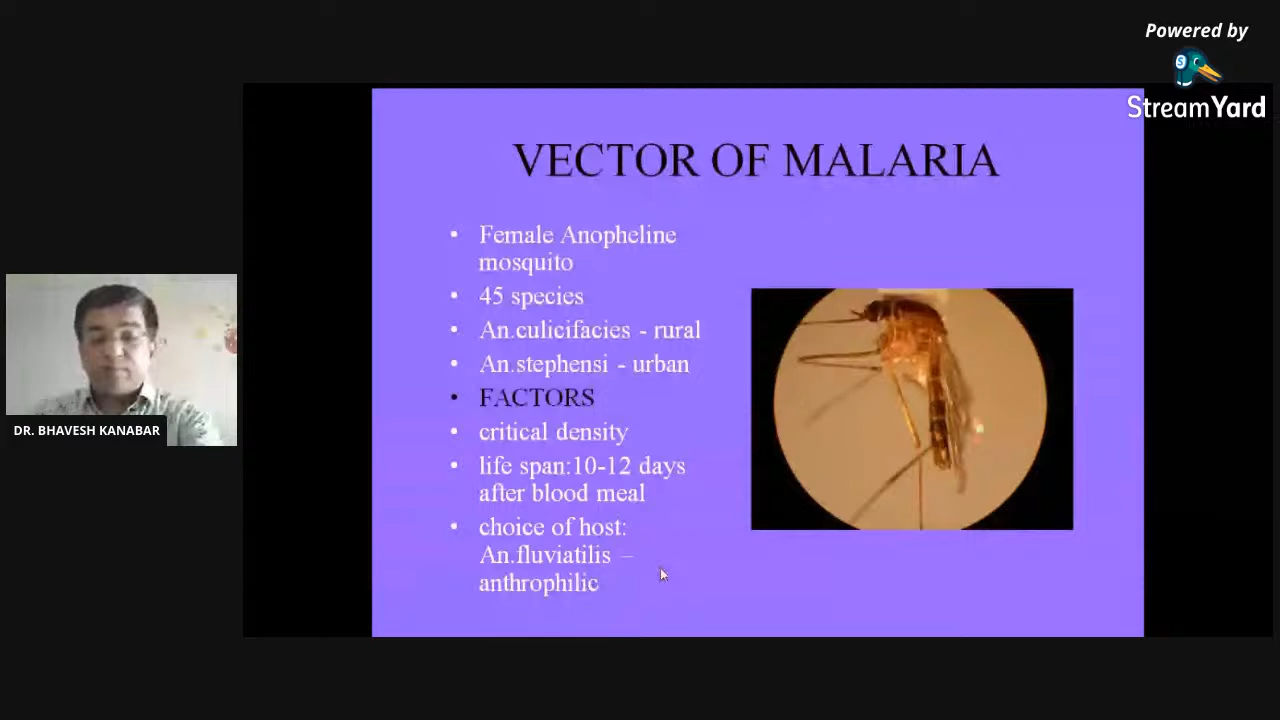 Powered by
StreamYard
VECTOR OF MALARIA
• Female Anopheline
mosquito
• 45 species
• An.culicifacies - rural
• An.stephensi - urban
• FACTORS
• critical density
• life span:10-12 days
after blood meal
• choice of host:
An.fluviatilis –
anthrophilic
DR. BHAVESH KANABAR